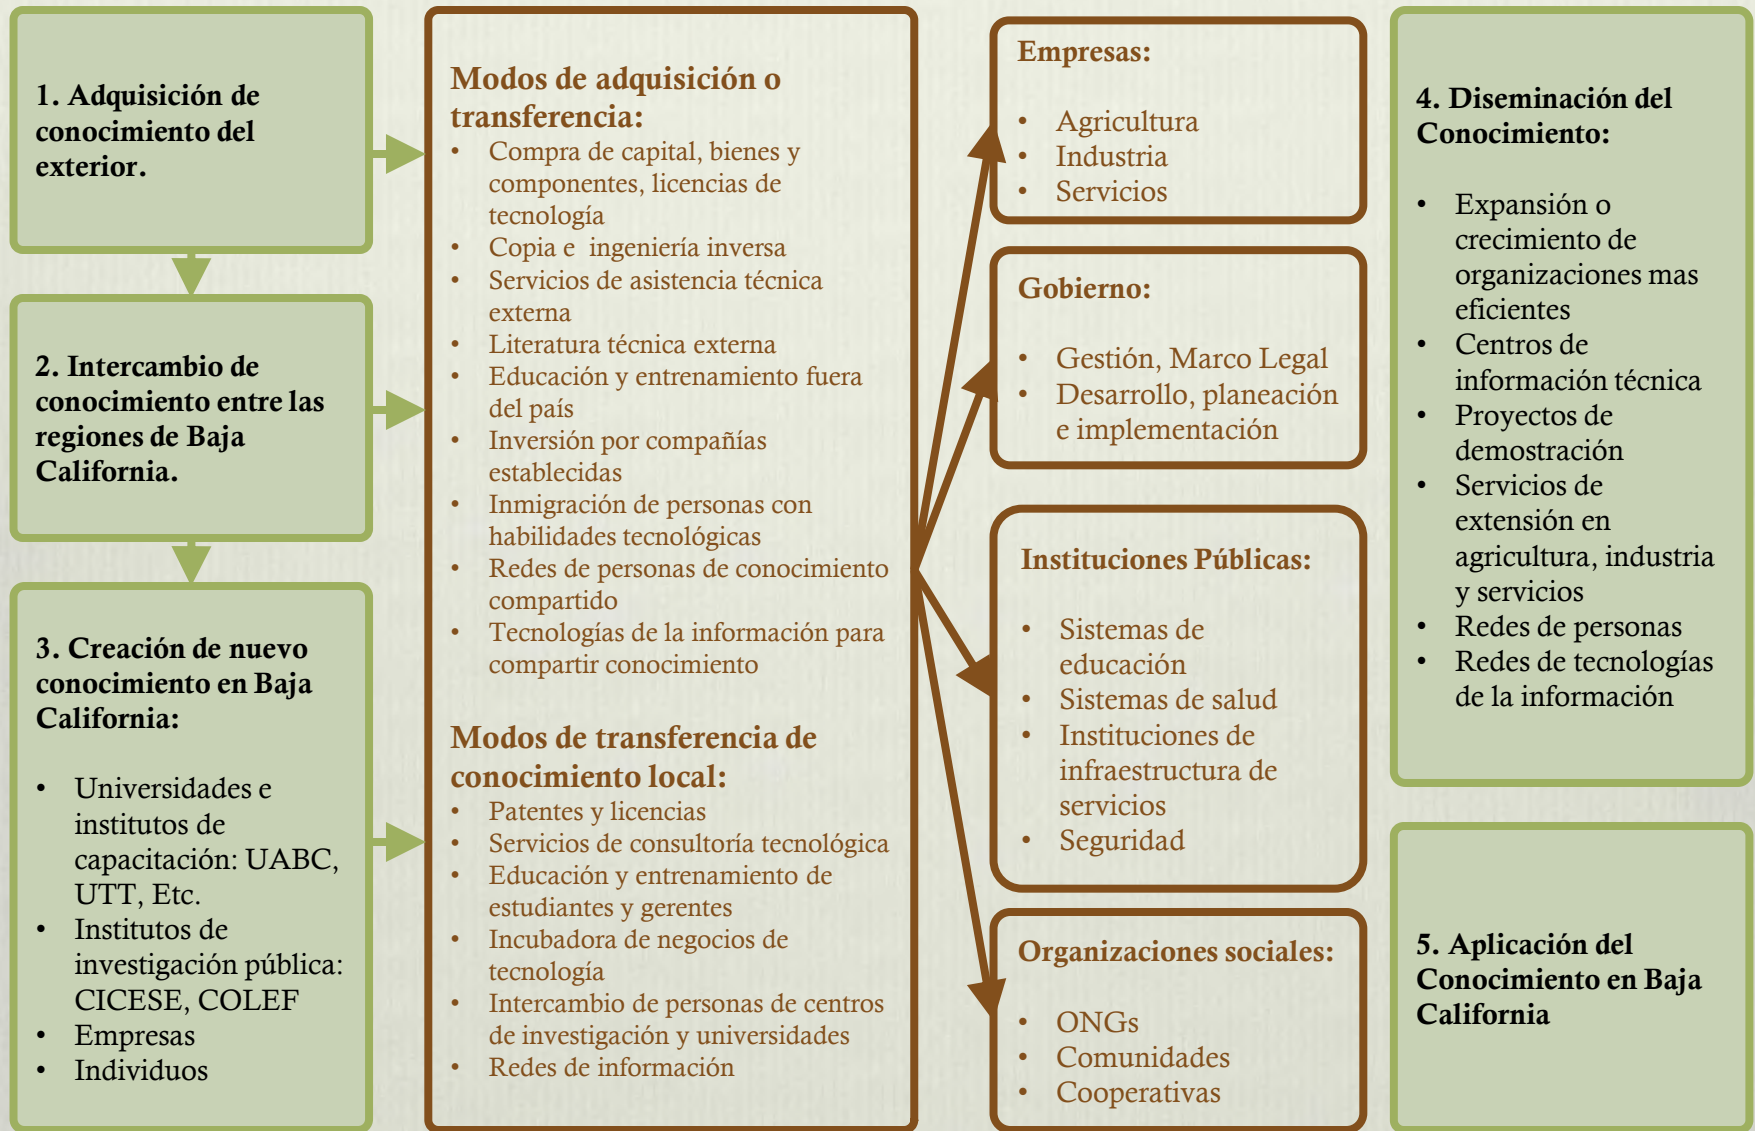 1. Adquisición de
conocimiento del
exterior.
2. Intercambio de
conocimiento entre las
regiones de Baja
California.
3. Creación de nuevo
conocimiento en Baja
California:
• Universidades e
institutos de
capacitación: UABC,
UTT, Etc.
• Institutos de
investigación pública:
CICESE, COLEF
• Empresas
• Individuos
Modos de adquisición o
transferencia:
• Compra de capital, bienes y
componentes, licencias de
tecnología
• Copia e ingeniería inversa
• Servicios de asistencia técnica
externa
• Literatura técnica externa
• Educación y entrenamiento fuera
del país
• Inversión por compañías
establecidas
• Inmigración de personas con
habilidades tecnológicas
• Redes de personas de conocimiento
compartido
• Tecnologías de la información para
compartir conocimiento
Modos de transferencia de
conocimiento local:
• Patentes y licencias
• Servicios de consultoría tecnológica
• Educación y entrenamiento de
estudiantes y gerentes
• Incubadora de negocios de
tecnología
• Intercambio de personas de centros
de investigación y universidades
• Redes de información
Empresas:
• Agricultura
• Industria
• Servicios
Gobierno:
• Gestión, Marco Legal
• Desarrollo, planeación
e implementación
Instituciones Públicas:
• Sistemas de
educación
• Sistemas de salud
• Instituciones de
infraestructura de
servicios
• Seguridad
Organizaciones sociales:
• ONGs
• Comunidades
• Cooperativas
4. Diseminación del
Conocimiento:
• Expansión o
crecimiento de
organizaciones mas
eficientes
• Centros de
información técnica
• Proyectos de
demostración
• Servicios de
extensión en
agricultura, industria
y servicios
• Redes de personas
• Redes de tecnologías
de la información
5. Aplicación del
Conocimiento en Baja
California